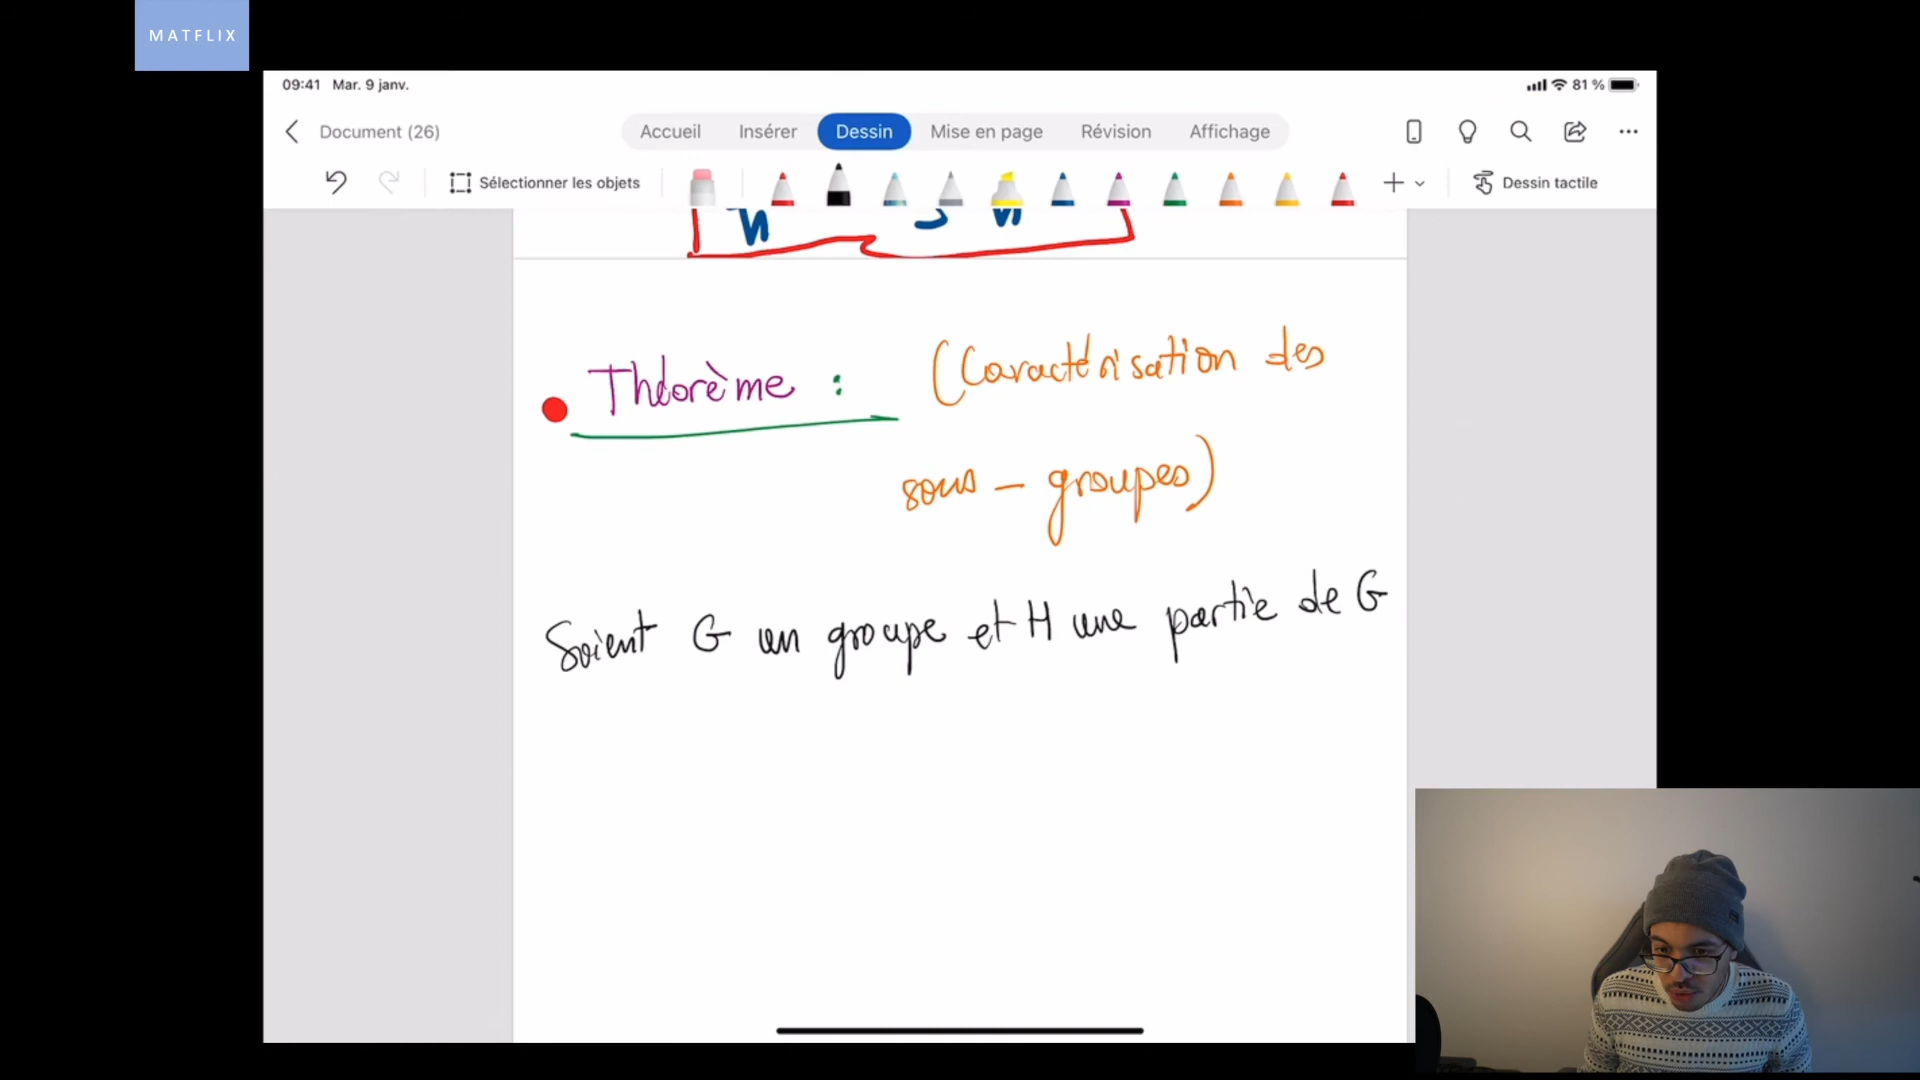 MATFLIX
09:41 Mar. 9 janv.
81 %
Document (26)
Accueil Insérer Dessin Mise en page Révision Affichage
Sélectionner les objets
Dessin tactile
Théorème : (Caractérisation des
sous - groupes)
Soient G un groupe et H une partie de G